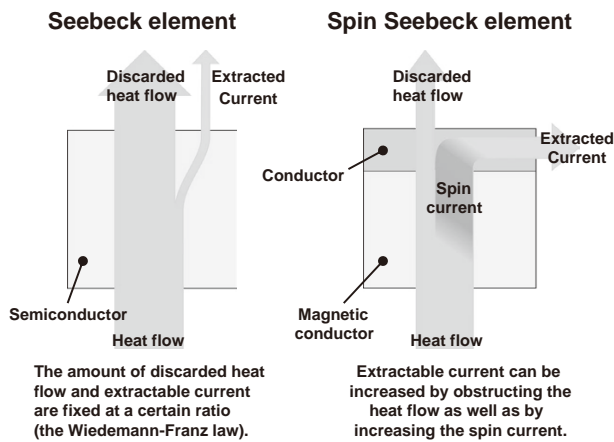 Seebeck element
Discarded
heat flow
Extracted
Current
Semiconductor
Heat flow
The amount of discarded heat
flow and extractable current
are fixed at a certain ratio
(the Wiedemann-Franz law).
Spin Seebeck element
Discarded
heat flow
Extracted
Current
Conductor
Spin
current
Magnetic
conductor
Heat flow
Extractable current can be
increased by obstructing the
heat flow as well as by
increasing the spin current.